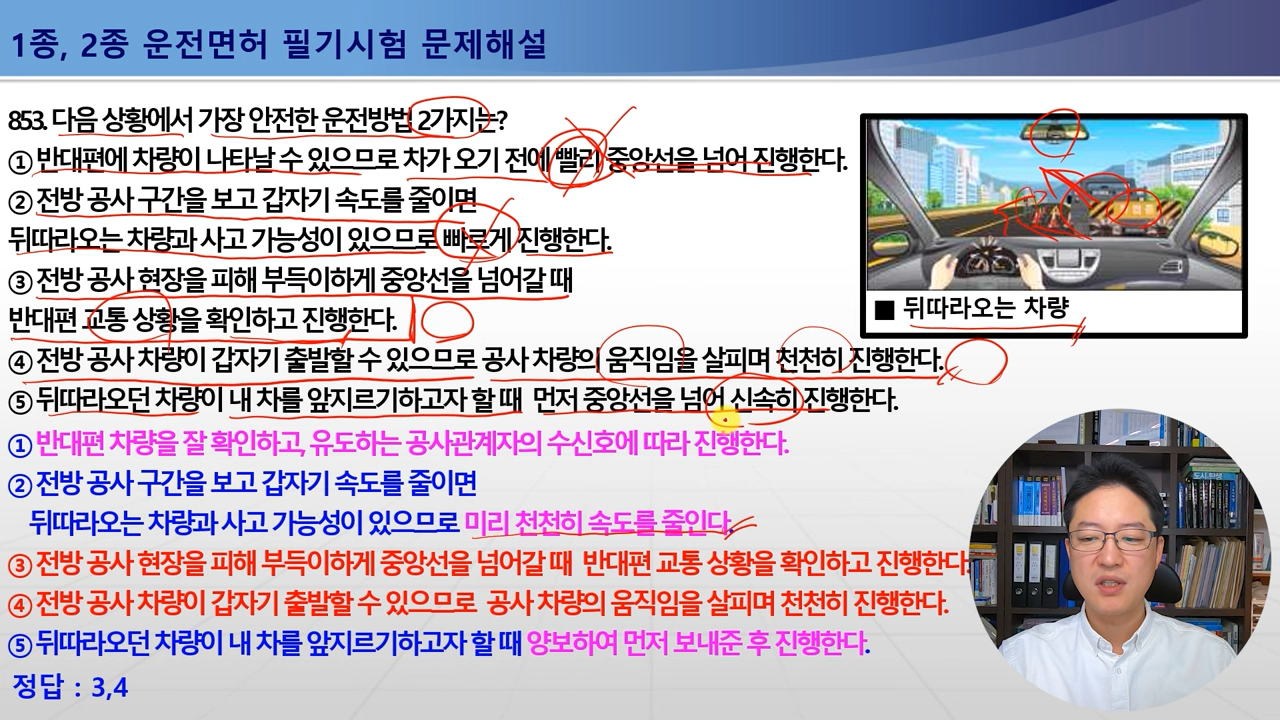 1종, 2종 운전면허 필기시험 문제해설
853. 다음 상황에서 가장 안전한 운전방법 2가지는?
① 반대편에 차량이 나타날 수 있으므로 차가 오기 전에 빨리 중앙선을 넘어 진행한다.
② 전방 공사 구간을 보고 갑자기 속도를 줄이면
뒤따라오는 차량과 사고 가능성이 있으므로 빠르게 진행한다.
③ 전방 공사 현장을 피해 부득이하게 중앙선을 넘어갈 때
반대편 교통 상황을 확인하고 진행한다.
④ 전방 공사 차량이 갑자기 출발할 수 있으므로 공사 차량의 움직임을 살피며 천천히 진행한다.
⑤ 뒤따라오던 차량이 내 차를 앞지르기하고자 할 때 먼저 중앙선을 넘어 신속히 진행한다.
■ 뒤따라오는 차량
① 반대편 차량을 잘 확인하고, 유도하는 공사관계자의 수신호에 따라 진행한다.
② 전방 공사 구간을 보고 갑자기 속도를 줄이면
뒤따라오는 차량과 사고 가능성이 있으므로 미리 천천히 속도를 줄인다.
③ 전방 공사 현장을 피해 부득이하게 중앙선을 넘어갈 때 반대편 교통 상황을 확인하고 진행한다.
④ 전방 공사 차량이 갑자기 출발할 수 있으므로 공사 차량의 움직임을 살피며 천천히 진행한다.
⑤ 뒤따라오던 차량이 내 차를 앞지르기하고자 할 때 양보하여 먼저 보내준 후 진행한다.
정답 : 3,4